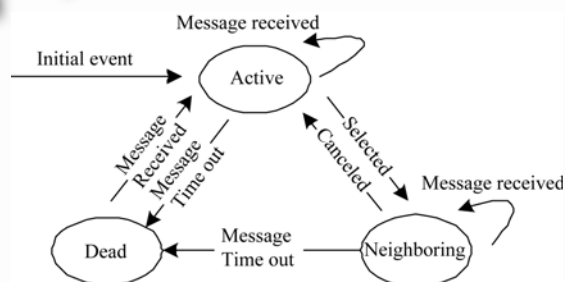 Message received
Initial event
Active
Message
Received
Message
Time out
Selected
Canceled
Message received
Dead
Message
Time out
Neighboring